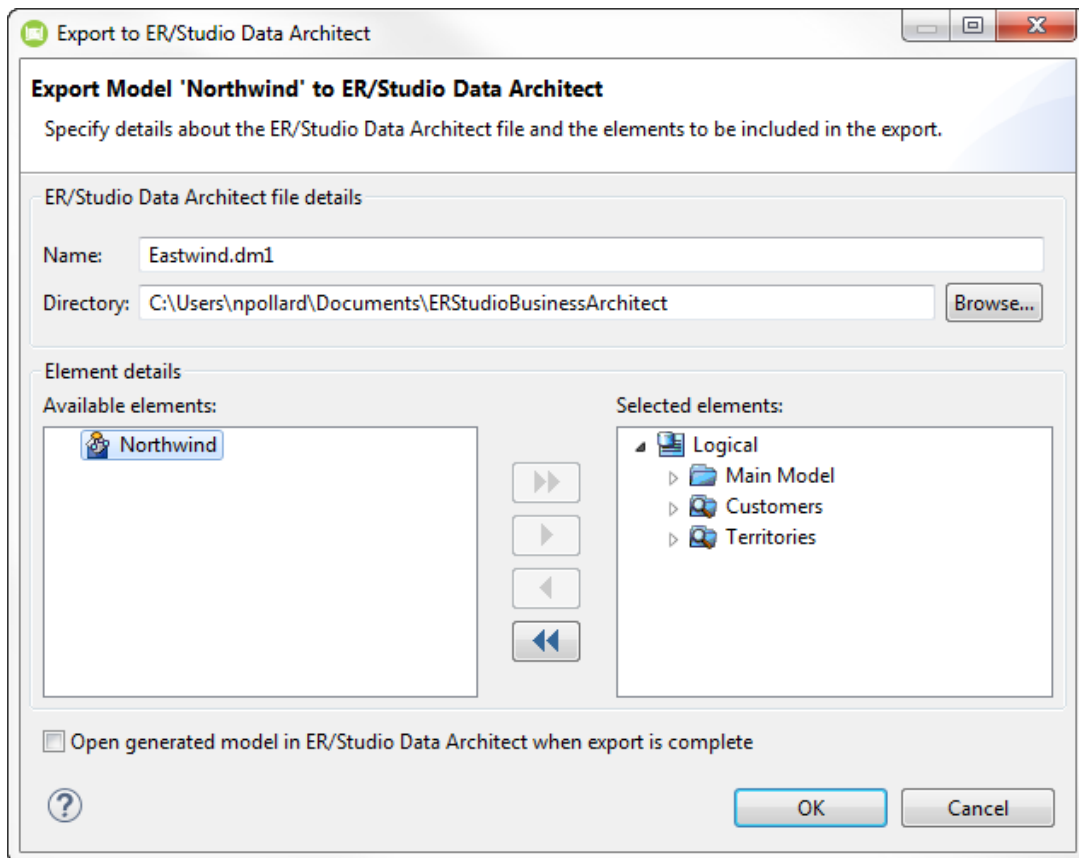 Export to ER/Studio Data Architect
Export Model 'Northwind' to ER/Studio Data Architect
Specify details about the ER/Studio Data Architect file and the elements to be included in the export.
ER/Studio Data Architect file details
Name: Eastwind.dm1
Directory: C:\Users\npollard\Documents\ERStudioBusinessArchitect Browse...
Element details
Available elements: Selected elements:
Northwind Logical
Main Model
Customers
Territories
Open generated model in ER/Studio Data Architect when export is complete
? OK Cancel